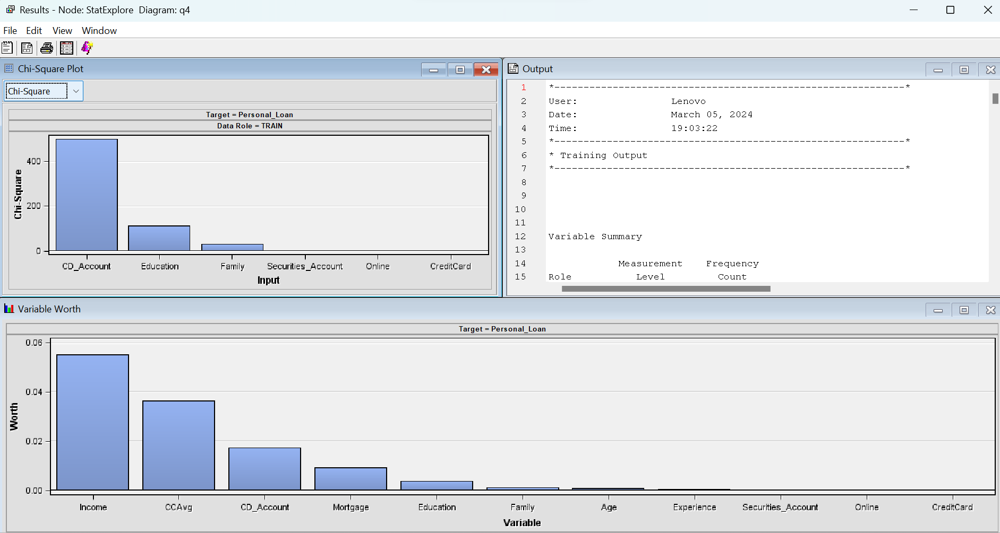 Results - Node: StatExplore  Diagram: q4
File Edit View Window
Chi-Square Plot
Chi-Square
Target = Personal_Loan
Data Role = TRAIN
Chi-Square
400
200
0
CD_Account Education Family Securities_Account Online CreditCard
Input
Output
1 *------------------------------------------------------------*
2 User: Lenovo
3 Date: March 05, 2024
4 Time: 19:03:22
5 *------------------------------------------------------------*
6 * Training Output
7 *------------------------------------------------------------*
8
9
10
11
12 Variable Summary
13
14 Measurement Frequency
15 Role Level Count
Variable Worth
Target = Personal_Loan
Worth
0.06
0.04
0.02
0.00
Income CCAvg CD_Account Mortgage Education Family Age Experience Securities_Account Online CreditCard
Variable